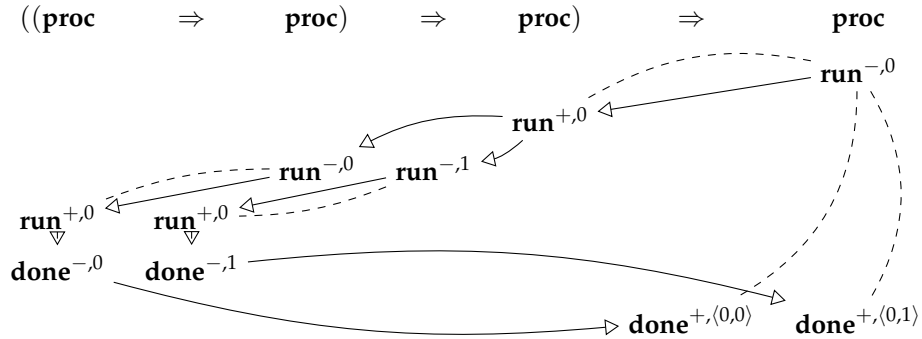 ((proc ⇒ proc) ⇒ proc) ⇒ proc
run⁻,⁰
run⁺,⁰
run⁻,⁰ run⁻,¹
run⁺,⁰ run⁺,⁰
done⁻,⁰ done⁻,¹
done⁺,⟨⁰,⁰⟩ done⁺,⟨⁰,¹⟩